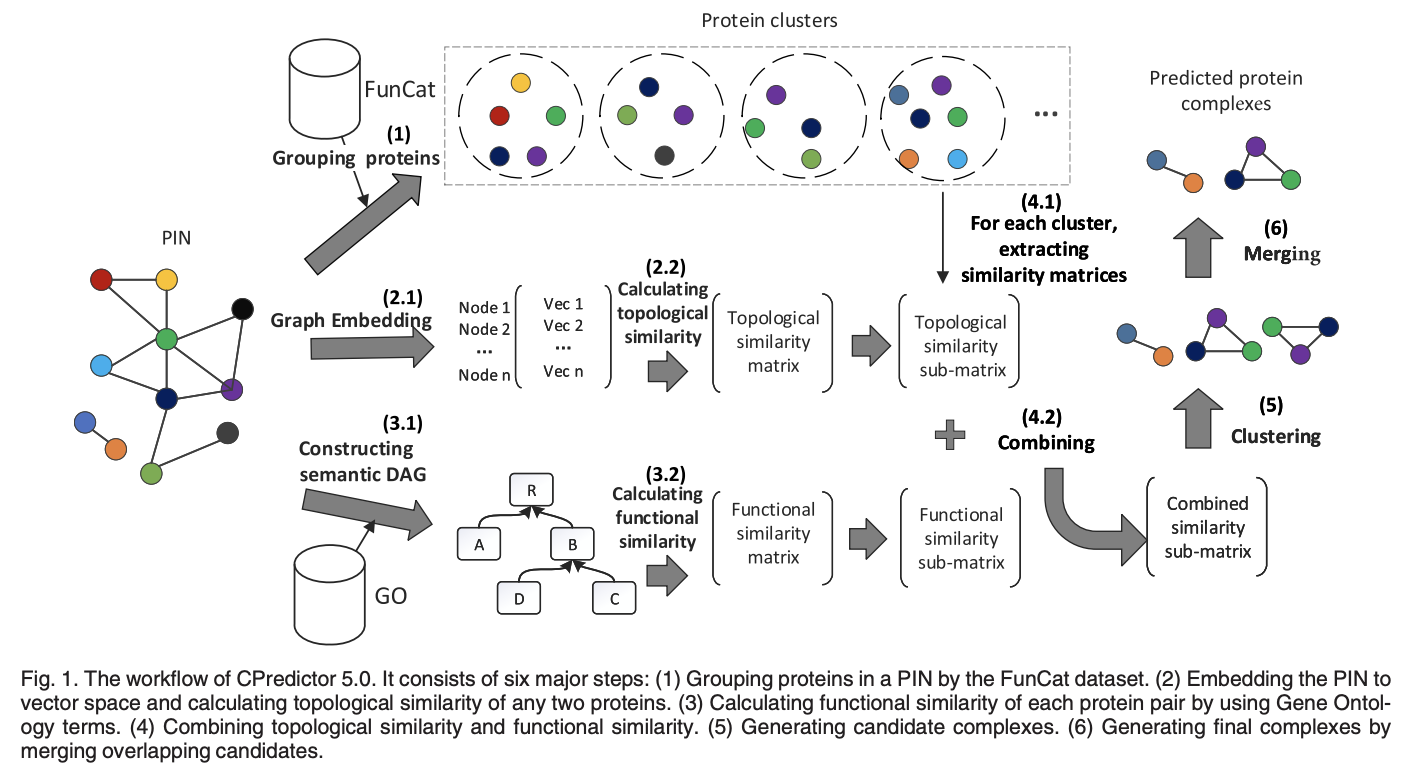 Protein clusters
FunCat
(1)
Grouping proteins
...
Predicted protein
complexes
(4.1)
For each cluster,
extracting
similarity matrices
(6)
Merging
PIN
(2.1)
Graph Embedding
Node 1
Node 2
...
Node n
Vec 1
Vec 2
...
Vec n
(2.2)
Calculating
topological
similarity
Topological
similarity
matrix
Topological
similarity
sub-matrix
(4.2)
Combining
(5)
Clustering
(3.1)
Constructing
semantic DAG
GO
R
A
B
D
C
(3.2)
Calculating
functional
similarity
Functional
similarity
matrix
Functional
similarity
sub-matrix
Combined
similarity
sub-matrix
Fig. 1. The workflow of CPredictor 5.0. It consists of six major steps: (1) Grouping proteins in a PIN by the FunCat dataset. (2) Embedding the PIN to
vector space and calculating topological similarity of any two proteins. (3) Calculating functional similarity of each protein pair by using Gene Ontol-
ogy terms. (4) Combining topological similarity and functional similarity. (5) Generating candidate complexes. (6) Generating final complexes by
merging overlapping candidates.